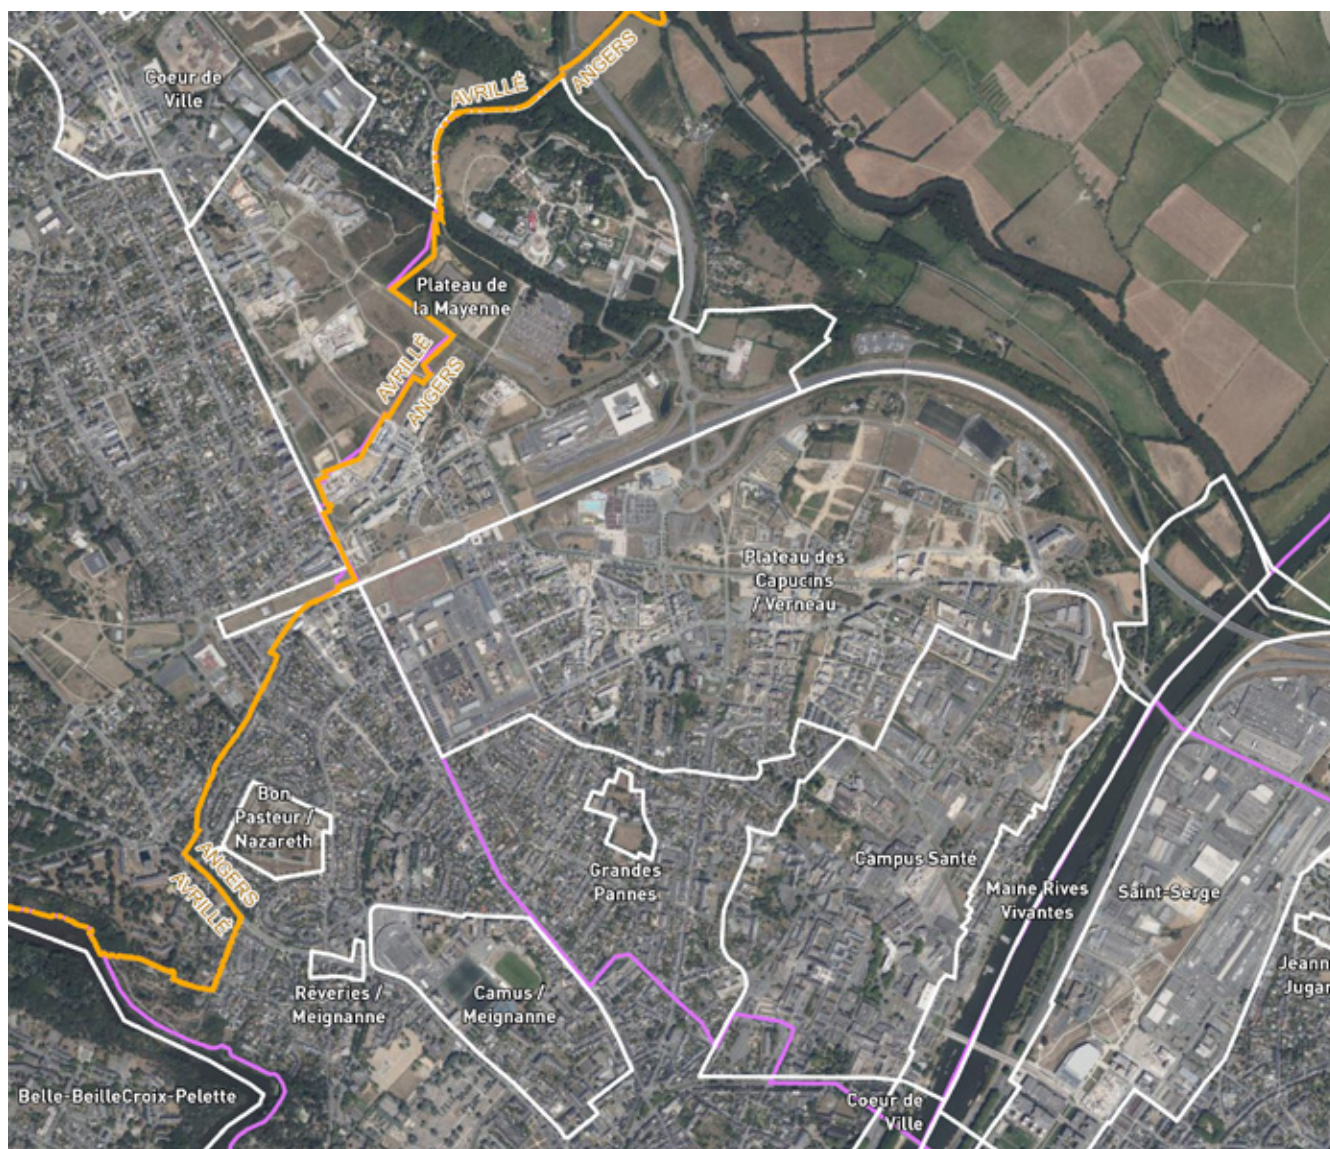 ANGERS
AVRILLÉ
Coeur de
Ville
Plateau de
la Mayenne
AVRILLÉ
ANGERS
Plateau des
Capucins
/ Verneau
Bon
Pasteur /
Nazareth
ANGERS
AVRILLÉ
Grandes
Pannes
Campus Santé
Maine Rives
Vivantes
Saint-Serge
Jeann
Jugar
Rêveries /
Meignanne
Camus /
Meignanne
Belle-BeilleCroix-Pelette
Coeur de
Ville